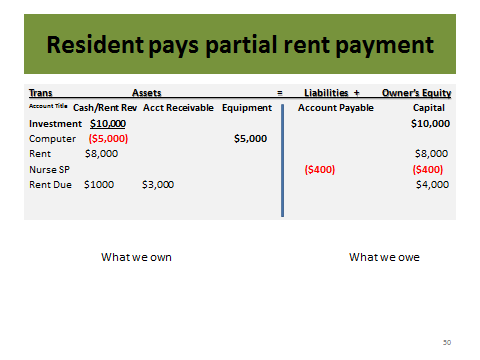 Resident pays partial rent payment
Trans Assets = Liabilities + Owner's Equity
Account Title Cash/Rent Rev Acct Receivable Equipment Account Payable Capital
Investment $10,000 $10,000
Computer ($5,000) $5,000
Rent $8,000 $8,000
Nurse SP ($400) ($400)
Rent Due $1000 $3,000 $4,000
What we own What we owe
50